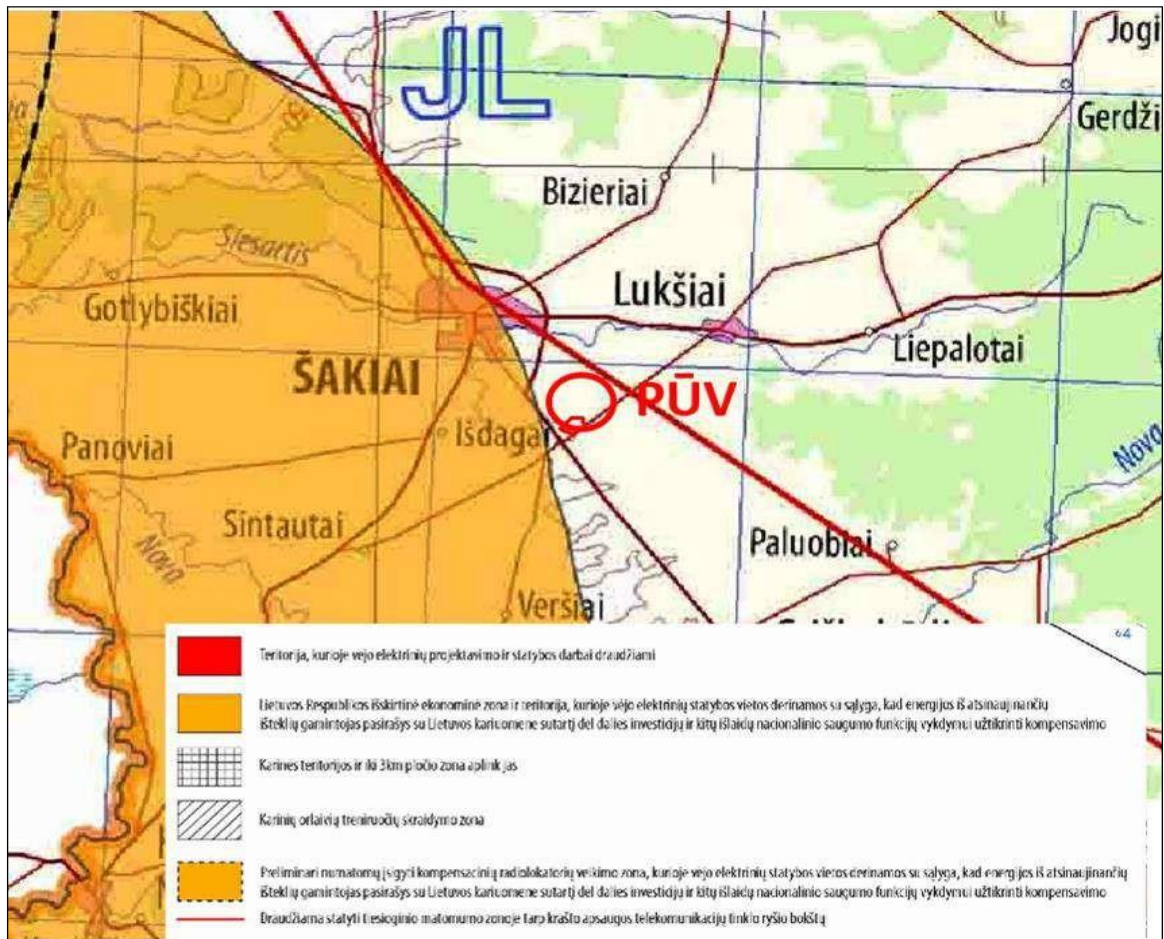 JL
Jogi
Gerdži
Bizieriai
Siesartis
Lukšiai
Gotlybiškiai
Liepalotai
ŠAKIAI
PŪV
Išdagai
Panoviai
Nova
Sintautai
Paluobiai
Nova
Veršiai
64
Teritorija, kurioje vėjo elektrinių projektavimo ir statybos darbai draudžiami
Lietuvos Respublikos išskirtinė ekonominė zona ir teritorija, kurioje vėjo elektrinių statybos vietos derinamos su sąlyga, kad energijos iš atsinaujinančių
išteklių gamintojas pasirašys su Lietuvos kariuomene sutartį dėl dalies investicijų ir kitų išlaidų nacionalinio saugumo funkcijų vykdymui užtikrinti kompensavimo
Karinės teritorijos ir iki 3km pločio zona aplink jas
Karinių orlaivių treniruočių skraidymo zona
Preliminari numatomų įsigyti kompensacinių radiolokatorių veikimo zona, kurioje vėjo elektrinių statybos vietos derinamos su sąlyga, kad energijos iš atsinaujinančių
išteklių gamintojas pasirašys su Lietuvos kariuomene sutartį dėl dalies investicijų ir kitų išlaidų nacionalinio saugumo funkcijų vykdymui užtikrinti kompensavimo
Draudžiama statyti tiesioginio matomumo zonoje tarp krašto apsaugos telekomunikacijų tinklo ryšio bokštų